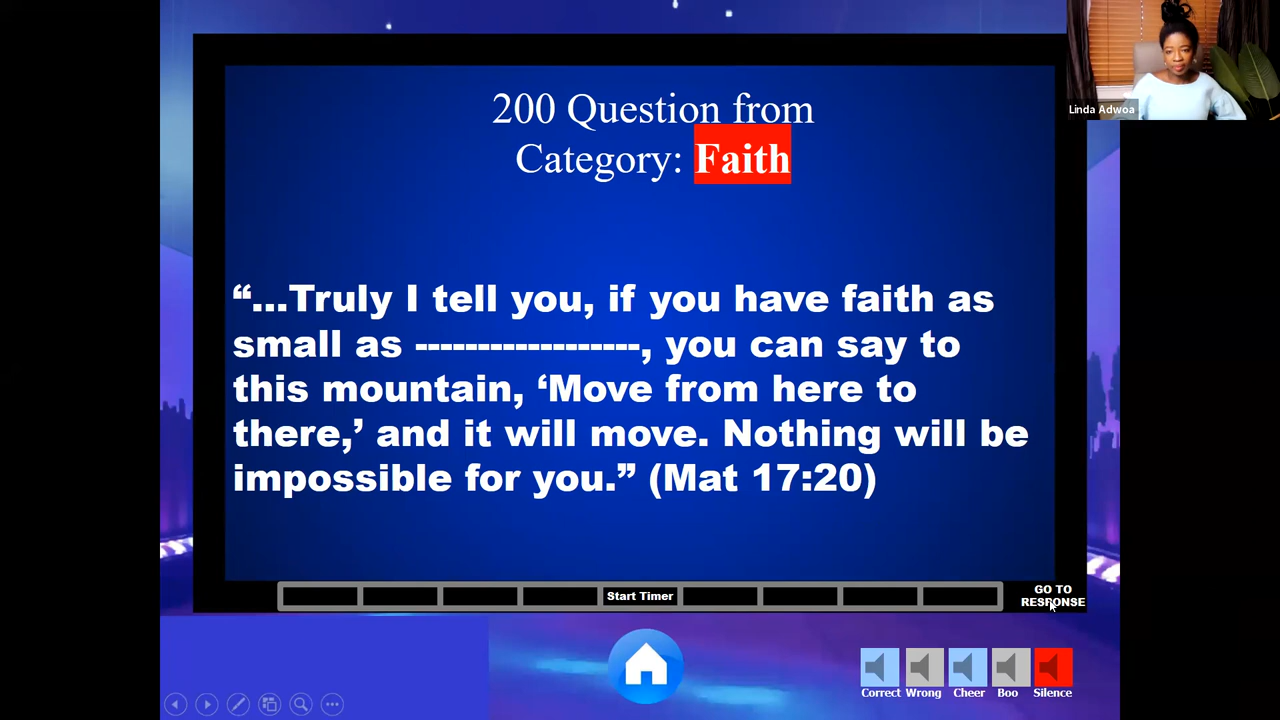 200 Question from
Category: Faith
“...Truly I tell you, if you have faith as
small as ------------------, you can say to
this mountain, ‘Move from here to
there,’ and it will move. Nothing will be
impossible for you.” (Mat 17:20)
Linda Adwoa
Start Timer
GO TO
RESPONSE
Correct Wrong Cheer Boo Silence